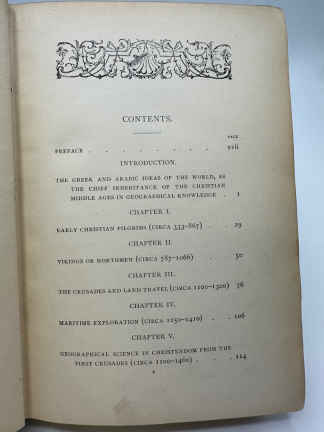 CONTENTS.
PAGE
PREFACE . . . . . . . . xvii
INTRODUCTION.
THE GREEK AND ARABIC IDEAS OF THE WORLD, AS
THE CHIEF INHERITANCE OF THE CHRISTIAN
MIDDLE AGES IN GEOGRAPHICAL KNOWLEDGE . 1
CHAPTER I.
EARLY CHRISTIAN PILGRIMS (CIRCA 333-867) . . 29
CHAPTER II.
VIKINGS OR NORTHMEN (CIRCA 787-1066) . . 50
CHAPTER III.
THE CRUSADES AND LAND TRAVEL (CIRCA 1100-1300) 76
CHAPTER IV.
MARITIME EXPLORATION (CIRCA 1250-1410) . . 106
CHAPTER V.
GEOGRAPHICAL SCIENCE IN CHRISTENDOM FROM THE
FIRST CRUSADES (CIRCA 1100-1460) . . . 114